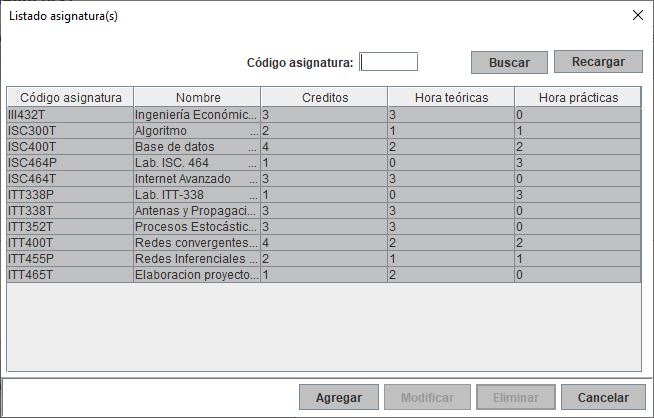 Listado asignatura(s)
Código asignatura: Buscar Recargar
Código asignatura Nombre Creditos Hora teóricas Hora prácticas
III432T Ingeniería Económic... 3 3 0
ISC300T Algoritmo ... 2 1 1
ISC400T Base de datos ... 4 2 2
ISC464P Lab. ISC. 464 ... 1 0 3
ISC464T Internet Avanzado ... 3 3 0
ITT338P Lab. ITT-338 ... 1 0 3
ITT338T Antenas y Propagaci... 3 3 0
ITT352T Procesos Estocástic... 3 3 0
ITT400T Redes convergentes... 4 2 2
ITT455P Redes Inferenciales ... 2 1 1
ITT465T Elaboracion proyecto... 1 2 0
Agregar Modificar Eliminar Cancelar